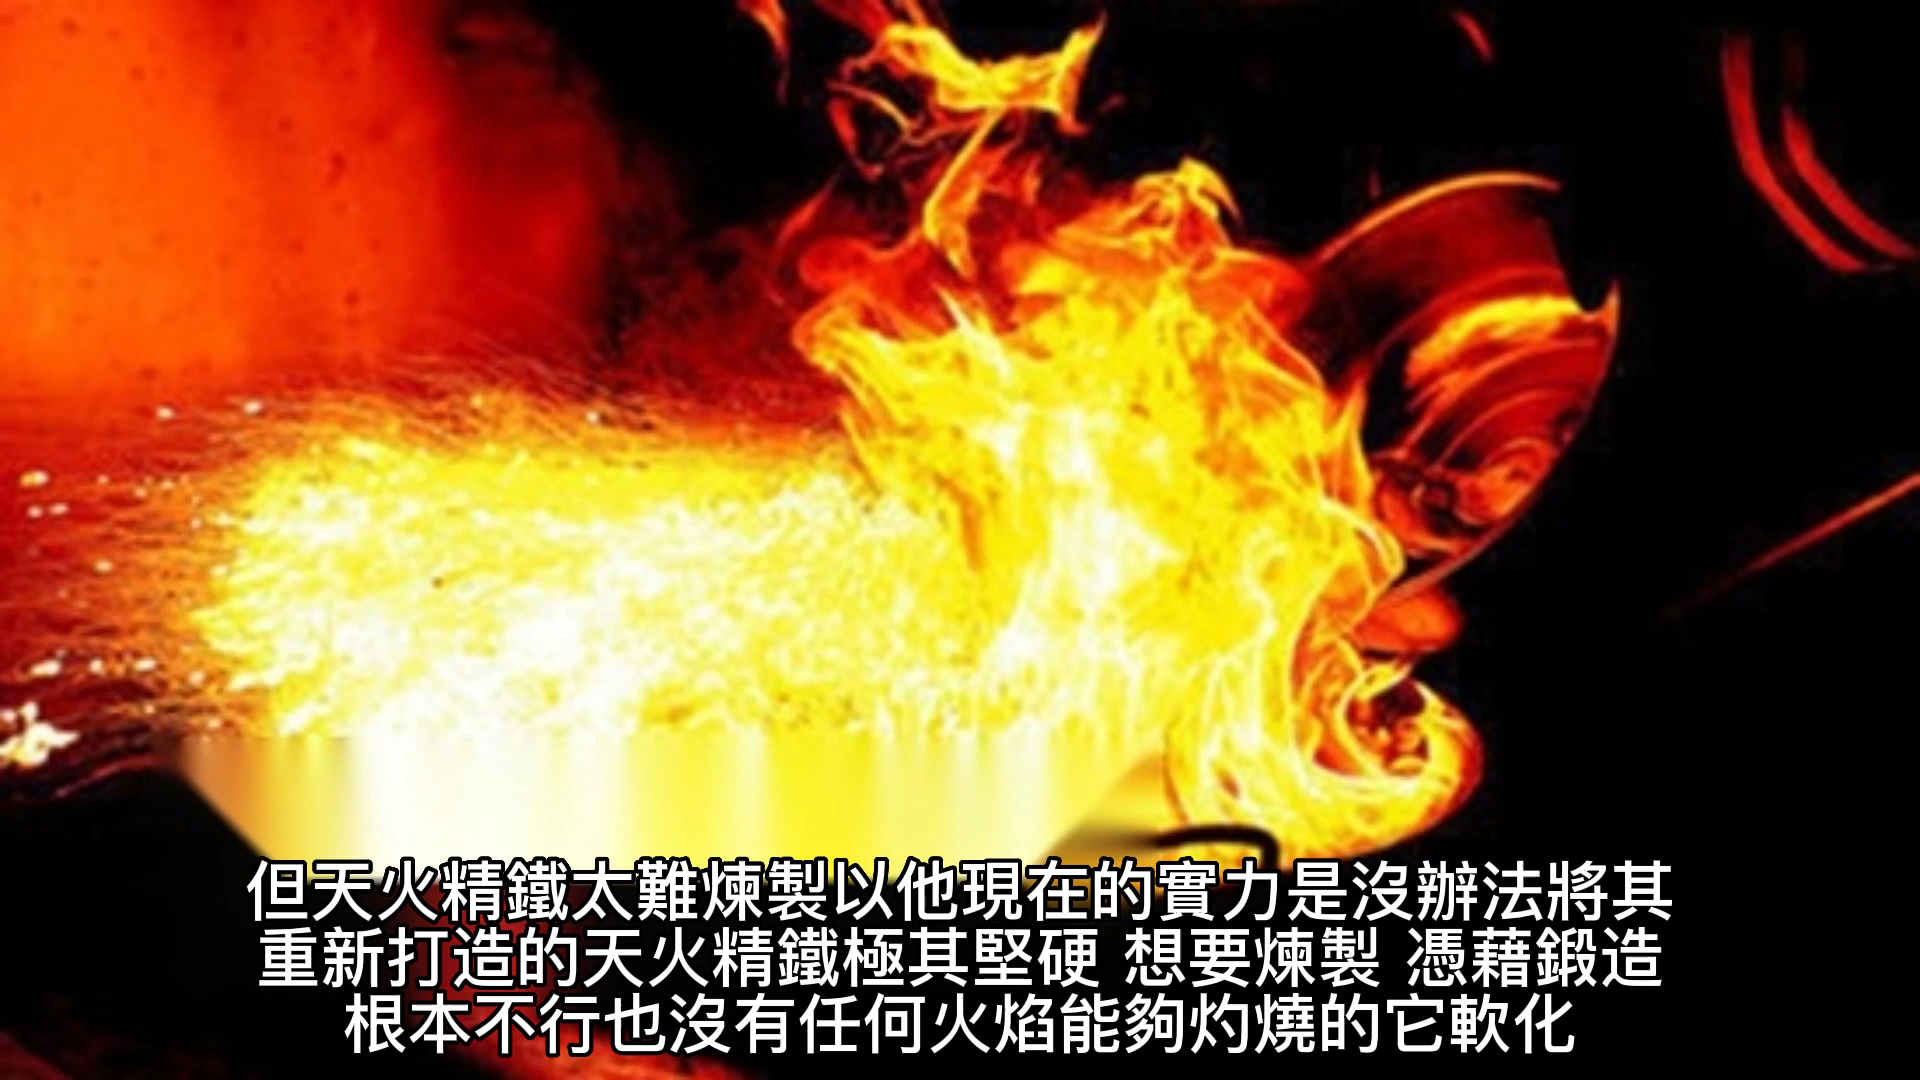 但天火精鐵太難煉製以他現在的實力是沒辦法將其
重新打造的天火精鐵極其堅硬 想要煉製 憑藉鍛造
根本不行也沒有任何火焰能夠灼燒的它軟化